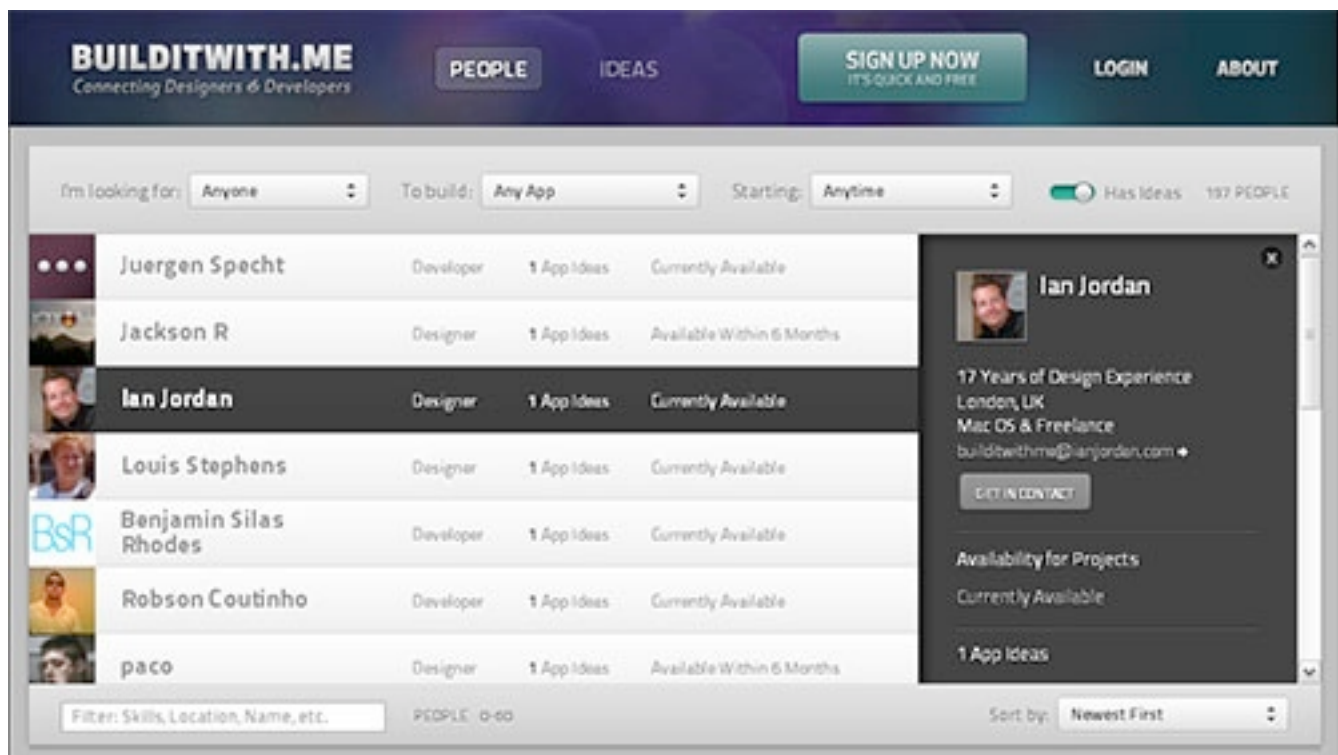 BUILDITWITH.ME
Connecting Designers & Developers
PEOPLE
IDEAS
SIGN UP NOW
IT'S QUICK AND FREE
LOGIN
ABOUT
I'm looking for: Anyone
To build: Any App
Starting: Anytime
Has Ideas
197 PEOPLE
Juergen Specht Developer 1 App Ideas Currently Available
Jackson R Designer 1 App Ideas Available Within 6 Months
Ian Jordan Designer 1 App Ideas Currently Available
Louis Stephens Designer 1 App Ideas Currently Available
BsR
Benjamin Silas
Rhodes
Developer 1 App Ideas Currently Available
Robson Coutinho Developer 1 App Ideas Currently Available
paco Designer 1 App Ideas Available Within 6 Months
Ian Jordan
17 Years of Design Experience
London, UK
Mac OS & Freelance
builditwithme@ianjordan.com
GET IN CONTACT
Availability for Projects
Currently Available
1 App Ideas
Filter: Skills, Location, Name, etc.
PEOPLE 0-60
Sort by: Newest First